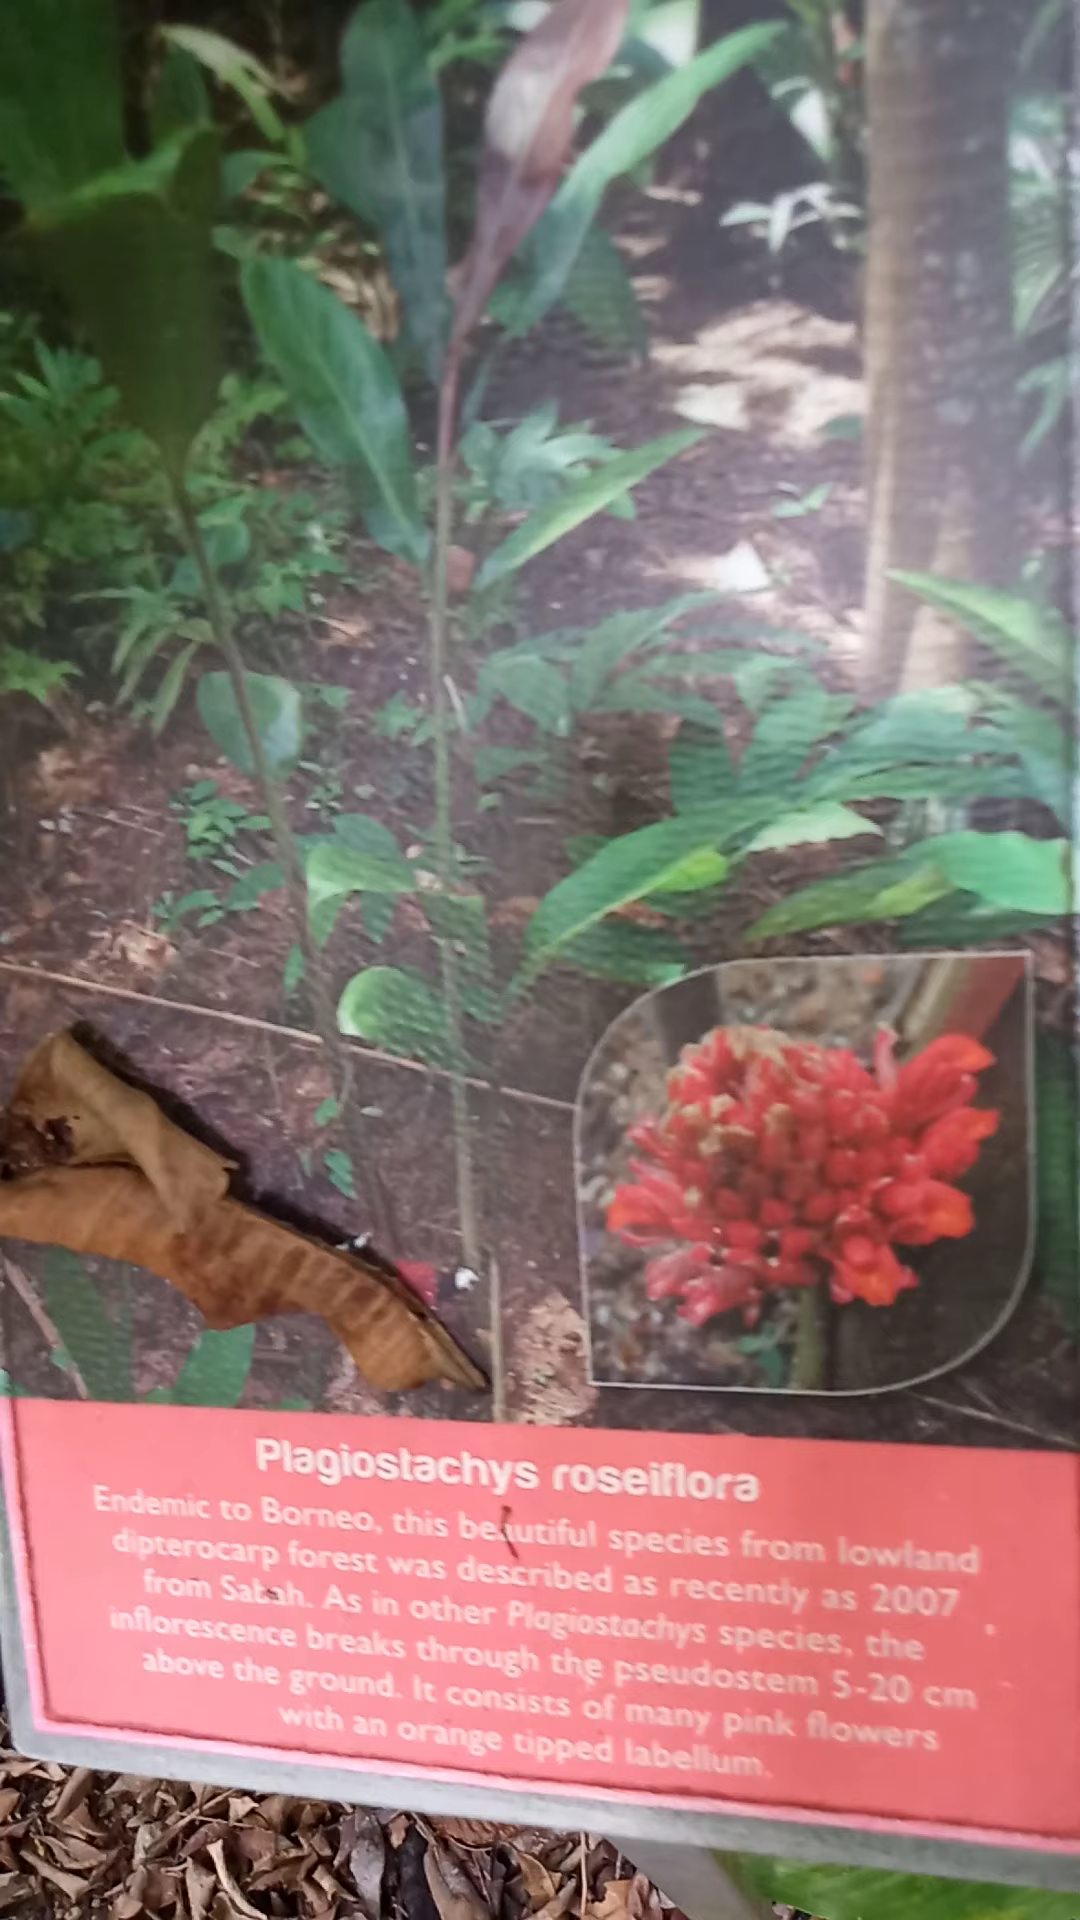 Plagiostachys roseiflora
Endemic to Borneo, this beautiful species from lowland
dipterocarp forest was described as recently as 2007
from Sabah. As in other Plagiostachys species, the
inflorescence breaks through the pseudostem 5-20 cm
above the ground. It consists of many pink flowers
with an orange tipped labellum.